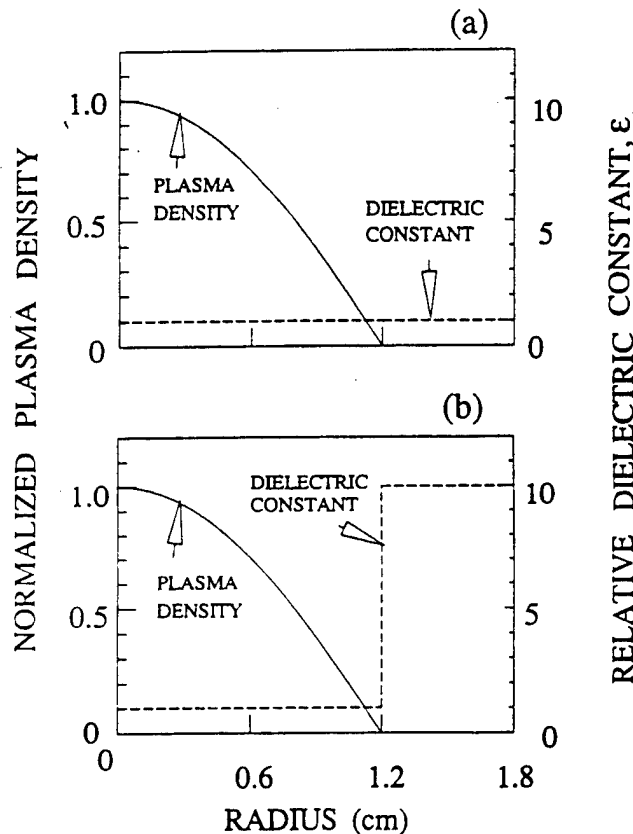 (a)
1.0
0.5
0
10
5
0
PLASMA
DENSITY
DIELECTRIC
CONSTANT
(b)
1.0
0.5
0
10
5
0
DIELECTRIC
CONSTANT
PLASMA
DENSITY
0
0.6
1.2
1.8
RADIUS (cm)
NORMALIZED PLASMA DENSITY
RELATIVE DIELECTRIC CONSTANT, ε